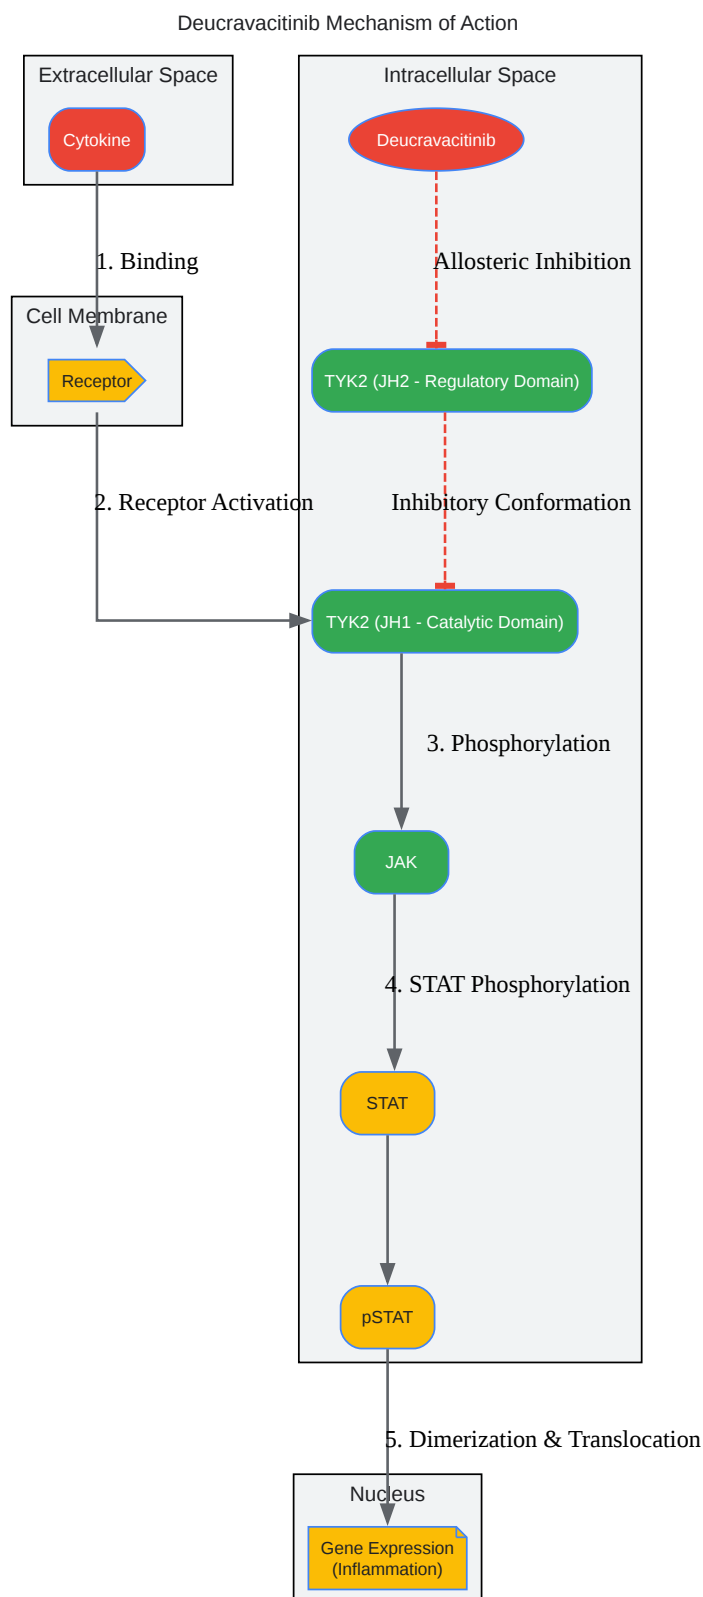 Deucravacitinib Mechanism of Action
Extracellular Space
Intracellular Space
Cytokine
Deucravacitinib
1. Binding
Allosteric Inhibition
Cell Membrane
Receptor
TYK2 (JH2 - Regulatory Domain)
2. Receptor Activation
Inhibitory Conformation
TYK2 (JH1 - Catalytic Domain)
3. Phosphorylation
JAK
4. STAT Phosphorylation
STAT
pSTAT
5. Dimerization & Translocation
Nucleus
Gene Expression
(Inflammation)